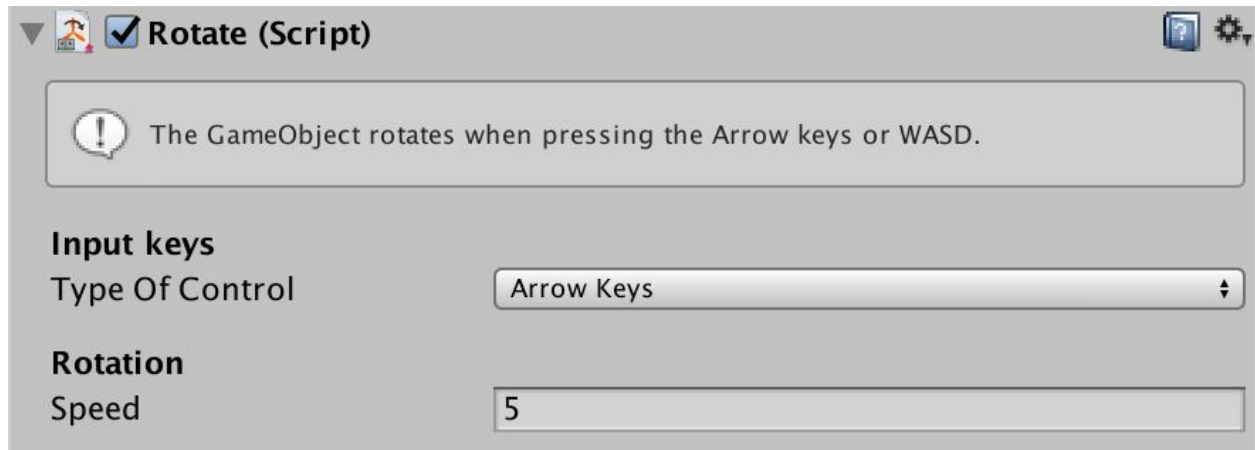 Rotate (Script)
The GameObject rotates when pressing the Arrow keys or WASD.
Input keys
Type Of Control Arrow Keys
Rotation
Speed 5